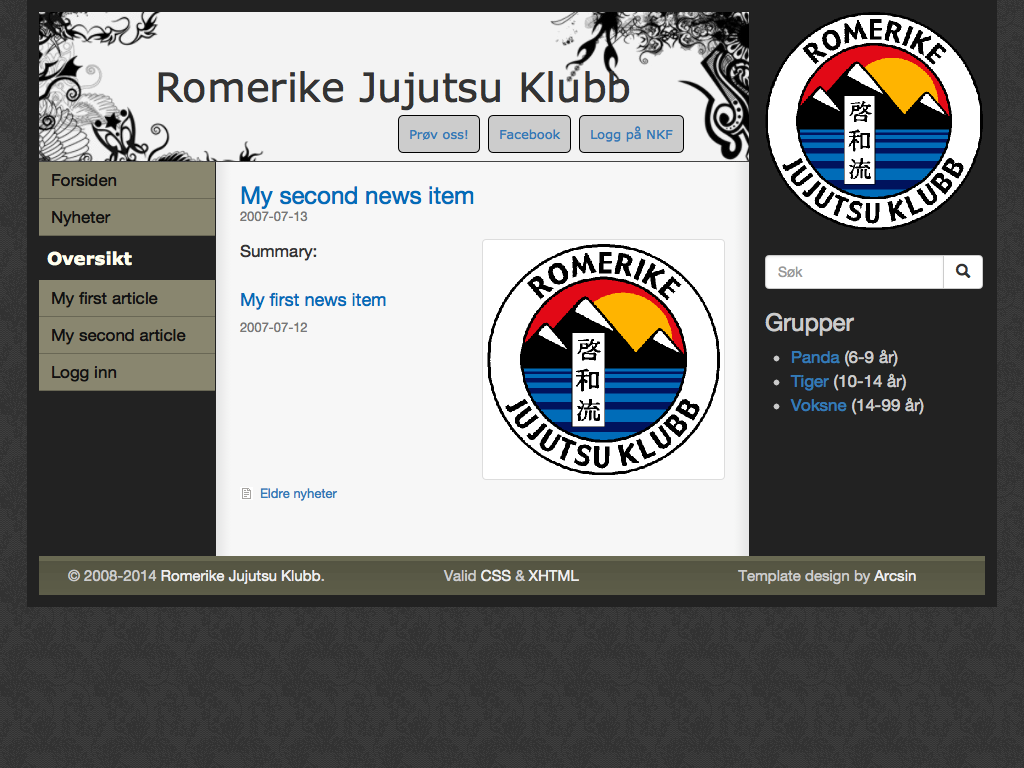 Romerike Jujutsu Klubb
Prøv oss!
Facebook
Logg på NKF
ROMERIKE
啓
和
流
JUJUTSU KLUBB
Forsiden
Nyheter
Oversikt
My first article
My second article
Logg inn
My second news item
2007-07-13
Summary:
My first news item
2007-07-12
ROMERIKE
啓
和
流
JUJUTSU KLUBB
Eldre nyheter
Søk
Grupper
Panda (6-9 år)
Tiger (10-14 år)
Voksne (14-99 år)
© 2008-2014 Romerike Jujutsu Klubb.
Valid CSS & XHTML
Template design by Arcsin